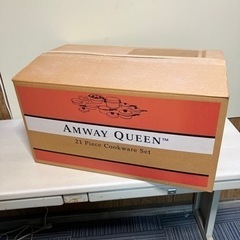 AMWAY QUEEN™
21 Piece Cookware Set